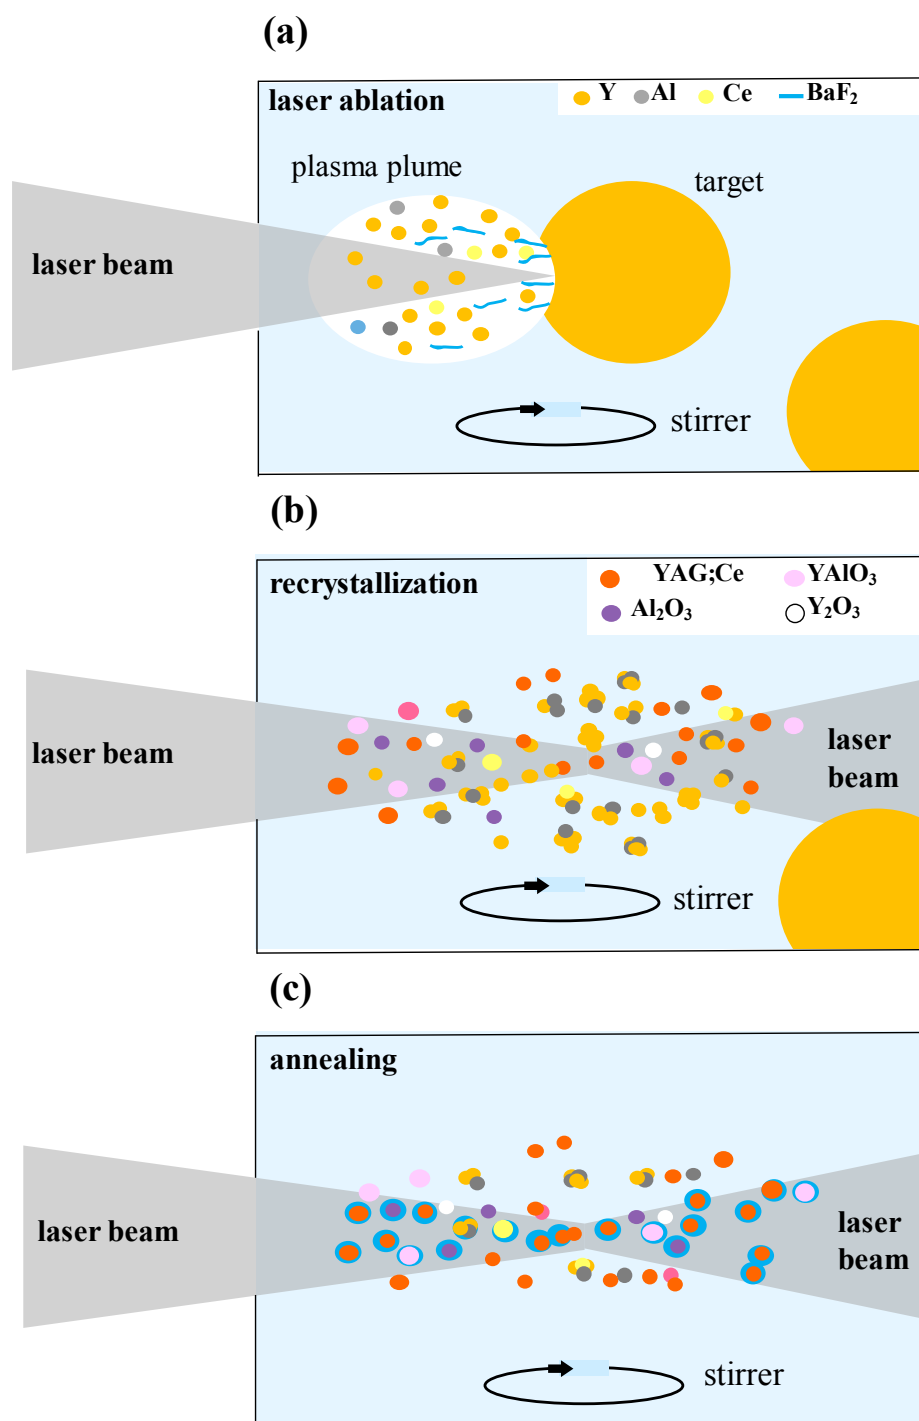 (a)
laser ablation
Y Al Ce BaF₂
plasma plume
target
laser beam
stirrer
(b)
recrystallization
YAG;Ce YAlO₃
Al₂O₃ Y₂O₃
laser beam
laser
beam
stirrer
(c)
annealing
laser beam
laser
beam
stirrer